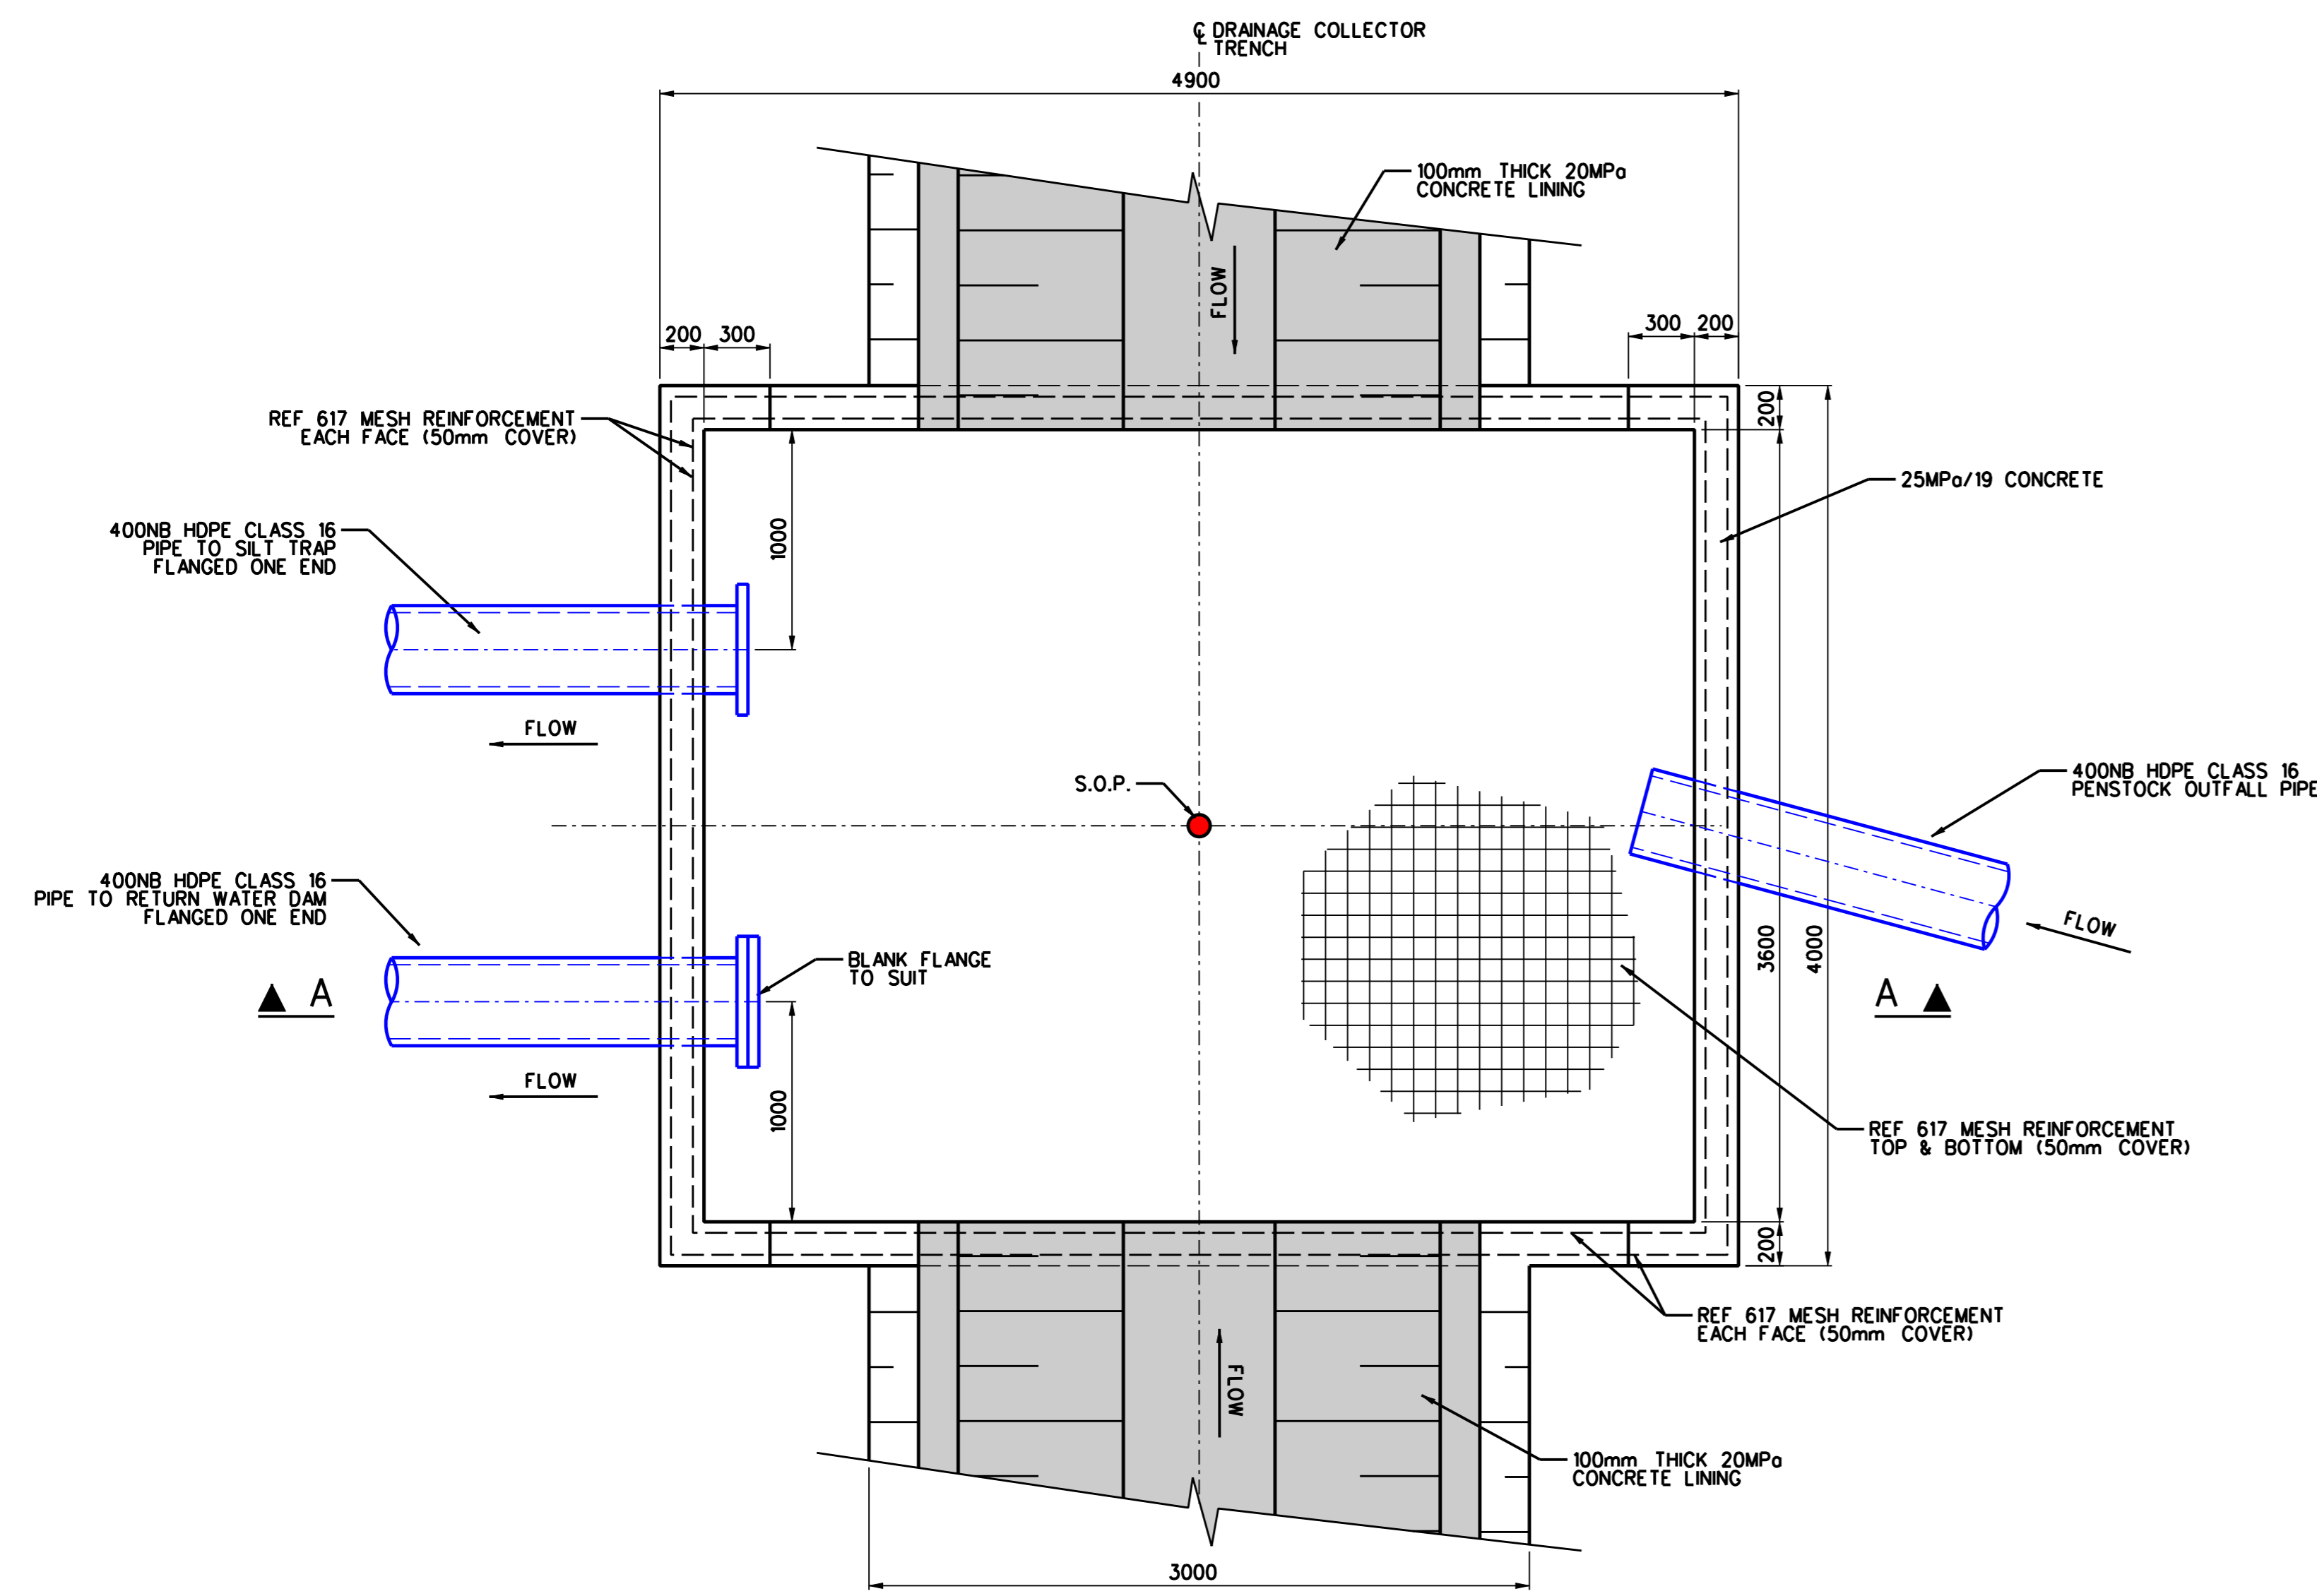 ℄ DRAINAGE COLLECTOR
TRENCH
4900
100mm THICK 20MPa
CONCRETE LINING
FLOW
200 300
300 200
REF 617 MESH REINFORCEMENT
EACH FACE (50mm COVER)
200
25MPa/19 CONCRETE
400NB HDPE CLASS 16
PIPE TO SILT TRAP
FLANGED ONE END
1000
FLOW
S.O.P.
400NB HDPE CLASS 16
PENSTOCK OUTFALL PIPE
400NB HDPE CLASS 16
PIPE TO RETURN WATER DAM
FLANGED ONE END
FLOW
3600
4000
BLANK FLANGE
TO SUIT
A
A
FLOW
1000
REF 617 MESH REINFORCEMENT
TOP & BOTTOM (50mm COVER)
200
REF 617 MESH REINFORCEMENT
EACH FACE (50mm COVER)
FLOW
100mm THICK 20MPa
CONCRETE LINING
3000